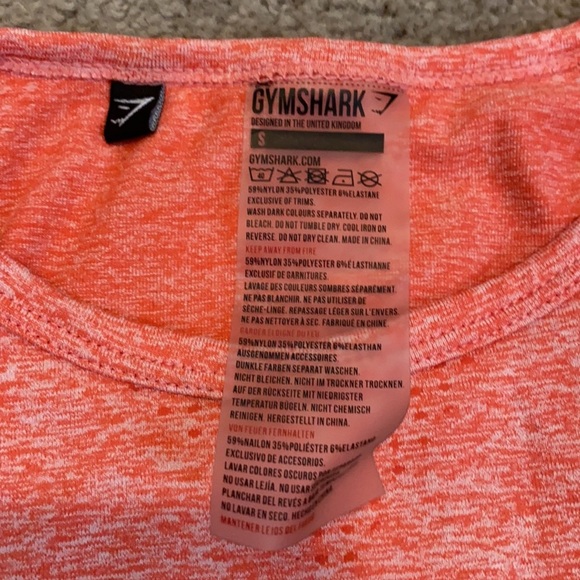 GYMSHARK
DESIGNED IN THE UNITED KINGDOM
S
GYMSHARK.COM
40
59%NYLON 35%POLYESTER 6%ELASTANE
EXCLUSIVE OF TRIMS.
WASH DARK COLOURS SEPARATELY. DO NOT
BLEACH. DO NOT TUMBLE DRY. COOL IRON ON
REVERSE. DO NOT DRY CLEAN. MADE IN CHINA.
KEEP AWAY FROM FIRE
59%NYLON 35%POLYESTER 6%ELASTHANNE
EXCLUSIF DE GARNITURES.
LAVAGE DES COULEURS SOMBRES SÉPARÉMENT
NE PAS BLANCHIR. NE PAS UTILISER DE
SÈCHE-LINGE. REPASSAGE LÉGER SUR L'ENVERS.
NE PAS NETTOYER À SEC. FABRIQUÉ EN CHINE.
GARDER ÉLOIGNÉ DU FEU
59%NYLON 35%POLYESTER 6%ELASTHAN
AUSGENOMMEN ACCESSOIRES.
DUNKLE FARBEN SEPARAT WASCHEN.
NICHT BLEICHEN. NICHT IM TROCKNER TROCKNEN.
AUF DER RÜCKSEITE MIT NIEDRIGSTER
TEMPERATUR BÜGELN. NICHT CHEMISCH
REINIGEN. HERGESTELLT IN CHINA.
VON FEUER FERNHALTEN
59%NAILON 35%POLIÉSTER 6%ELASTANO
EXCLUSIVO DE ACCESORIOS.
LAVAR COLORES OSCUROS POR
NO USAR LEJÍA. NO USAR
PLANCHAR DEL REVÉS A
NO LAVAR EN SECO.
MANTENER LEJOS DEL